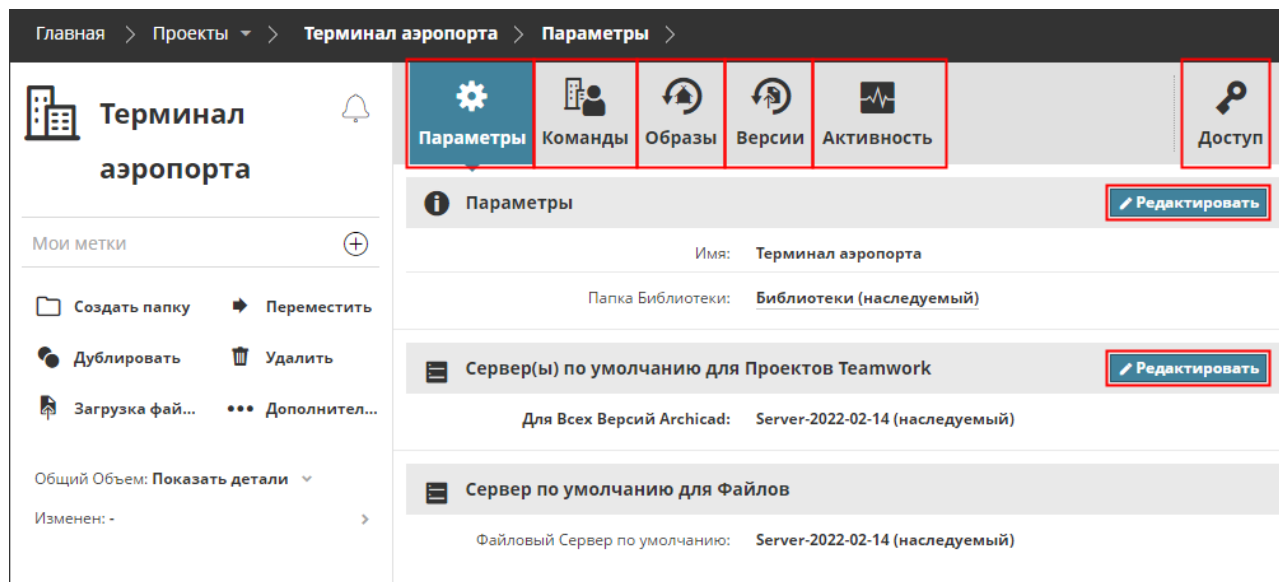 Главная > Проекты > Терминал аэропорта > Параметры >
Терминал
аэропорта
Мои метки
Создать папку
Переместить
Дублировать
Удалить
Загрузка фай...
Дополнител...
Общий Объем: Показать детали
Изменен: -
Параметры
Команды
Образы
Версии
Активность
Доступ
Параметры
Редактировать
Имя: Терминал аэропорта
Папка Библиотеки: Библиотеки (наследуемый)
Сервер(ы) по умолчанию для Проектов Teamwork
Редактировать
Для Всех Версий Archicad: Server-2022-02-14 (наследуемый)
Сервер по умолчанию для Файлов
Файловый Сервер по умолчанию: Server-2022-02-14 (наследуемый)